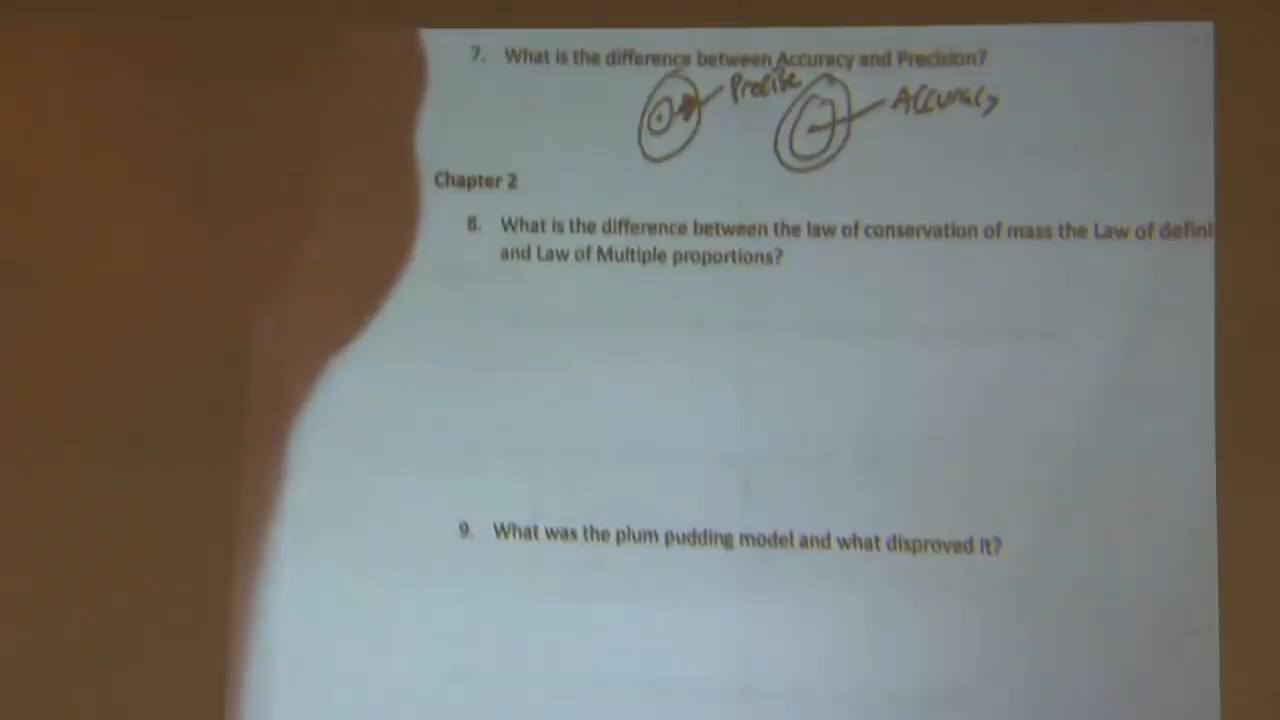 7. What is the difference between Accuracy and Precision?
Precise
Accuracy
Chapter 2
8. What is the difference between the law of conservation of mass the Law of defini
and Law of Multiple proportions?
9. What was the plum pudding model and what disproved it?